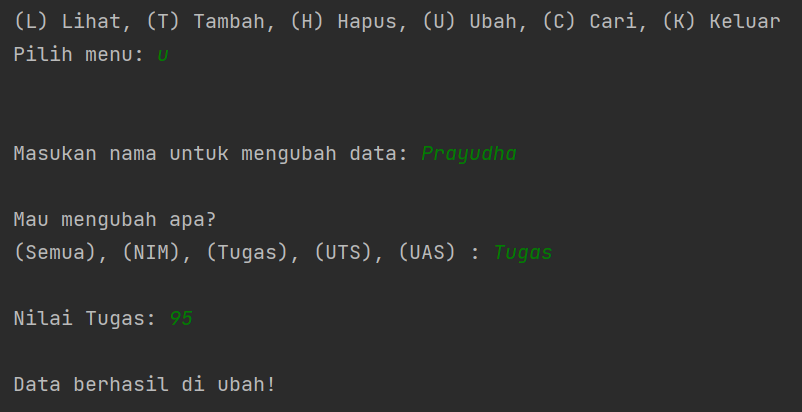 (L) Lihat, (T) Tambah, (H) Hapus, (U) Ubah, (C) Cari, (K) Keluar
Pilih menu: u
Masukan nama untuk mengubah data: Prayudha
Mau mengubah apa?
(Semua), (NIM), (Tugas), (UTS), (UAS) : Tugas
Nilai Tugas: 95
Data berhasil di ubah!